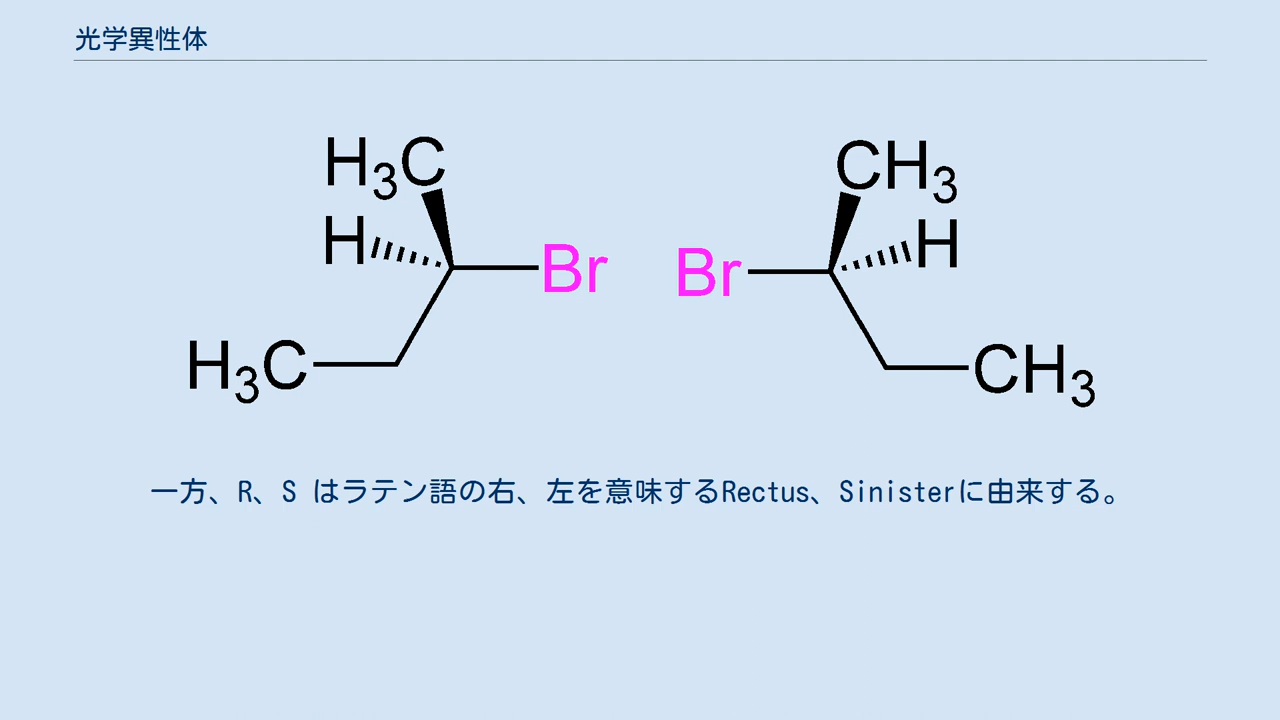 光学異性体
H3C
CH3
H
H
Br
Br
H3C
CH3
一方、R、S はラテン語の右、左を意味するRectus、Sinisterに由来する。